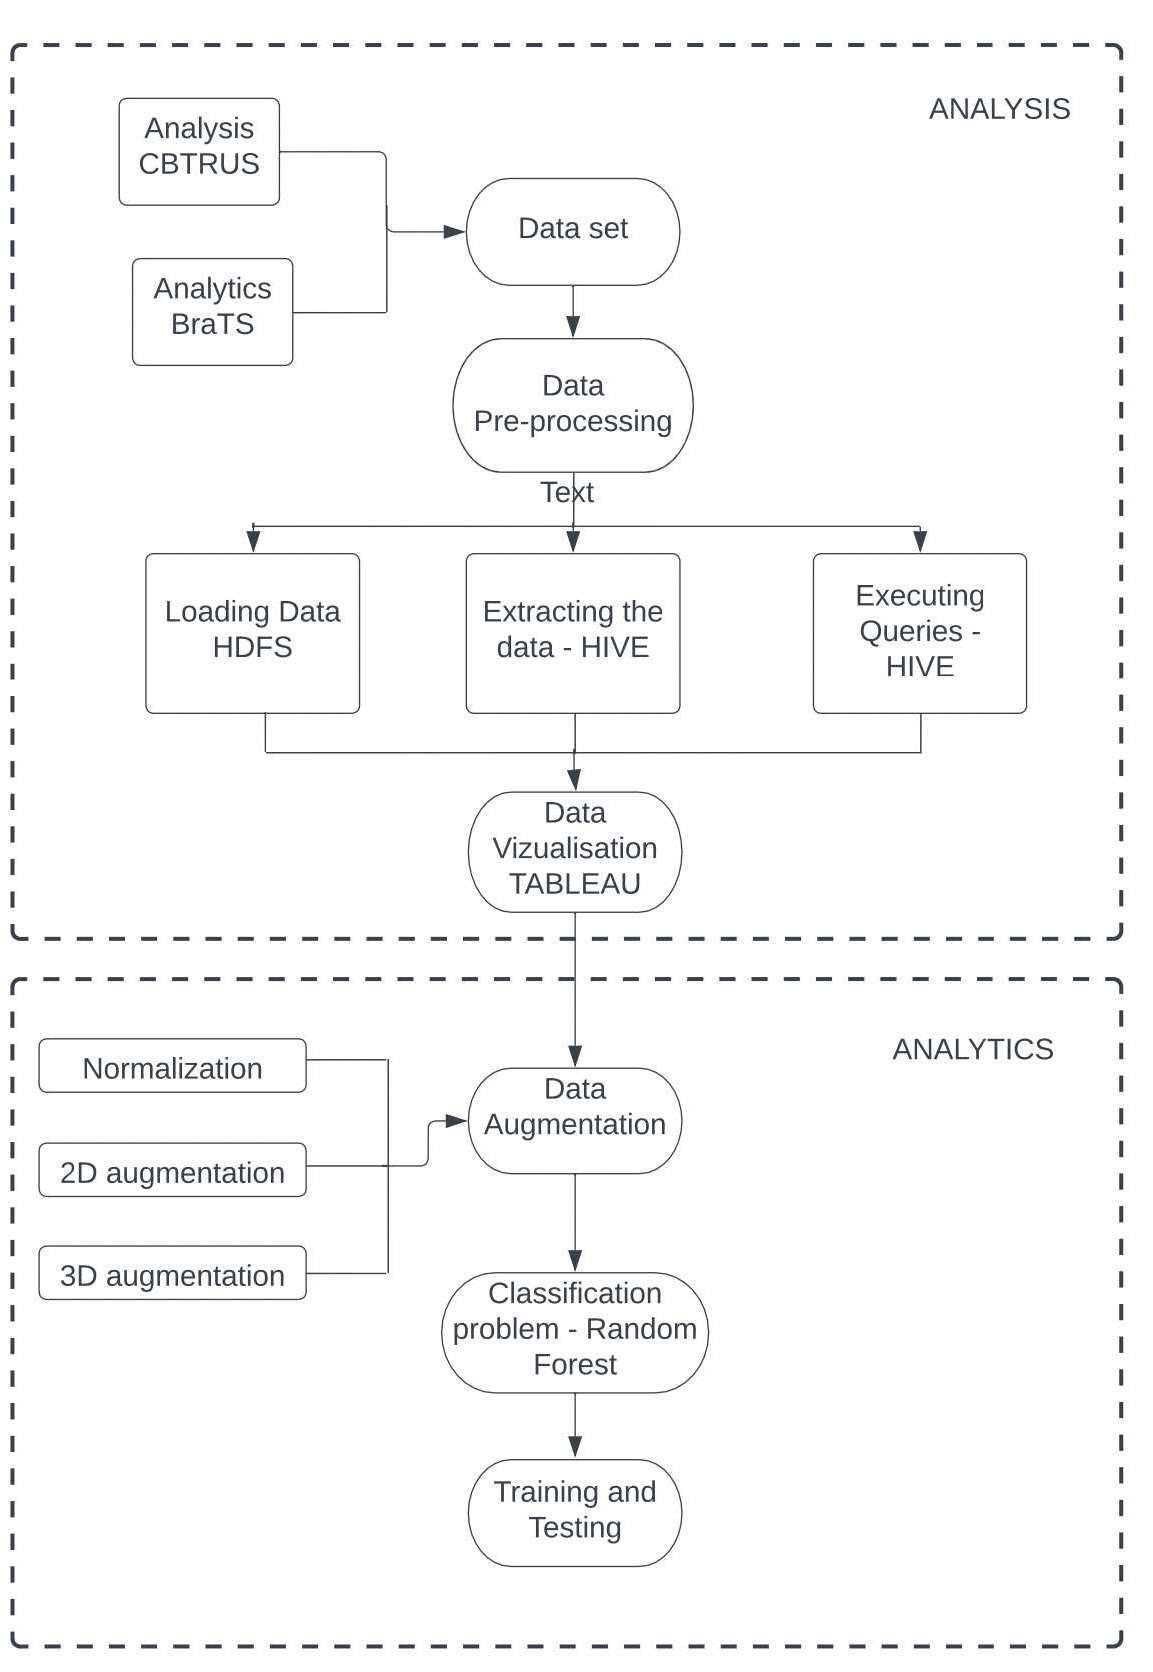 ANALYSIS
Analysis
CBTRUS
Data set
Analytics
BraTS
Data
Pre-processing
Text
Loading Data
HDFS
Extracting the
data - HIVE
Executing
Queries -
HIVE
Data
Vizualisation
TABLEAU
ANALYTICS
Normalization
Data
Augmentation
2D augmentation
3D augmentation
Classification
problem - Random
Forest
Training and
Testing